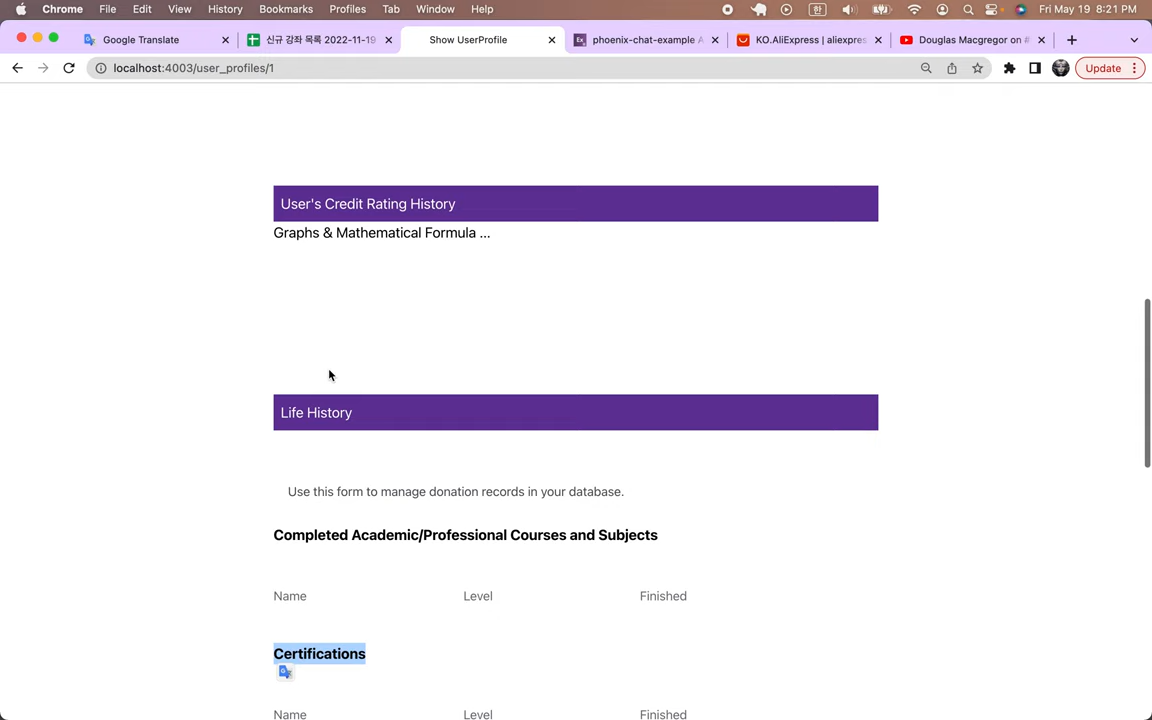 Chrome File Edit View History Bookmarks Profiles Tab Window Help 한 Fri May 19 8:21 PM
Google Translate 신규 강좌 목록 2022-11-19 Show UserProfile phoenix-chat-example KO.AliExpress | aliexpres Douglas Macgregor on #
localhost:4003/user_profiles/1 Update
User's Credit Rating History
Graphs & Mathematical Formula ...
Life History
Use this form to manage donation records in your database.
Completed Academic/Professional Courses and Subjects
Name Level Finished
Certifications
Name Level Finished